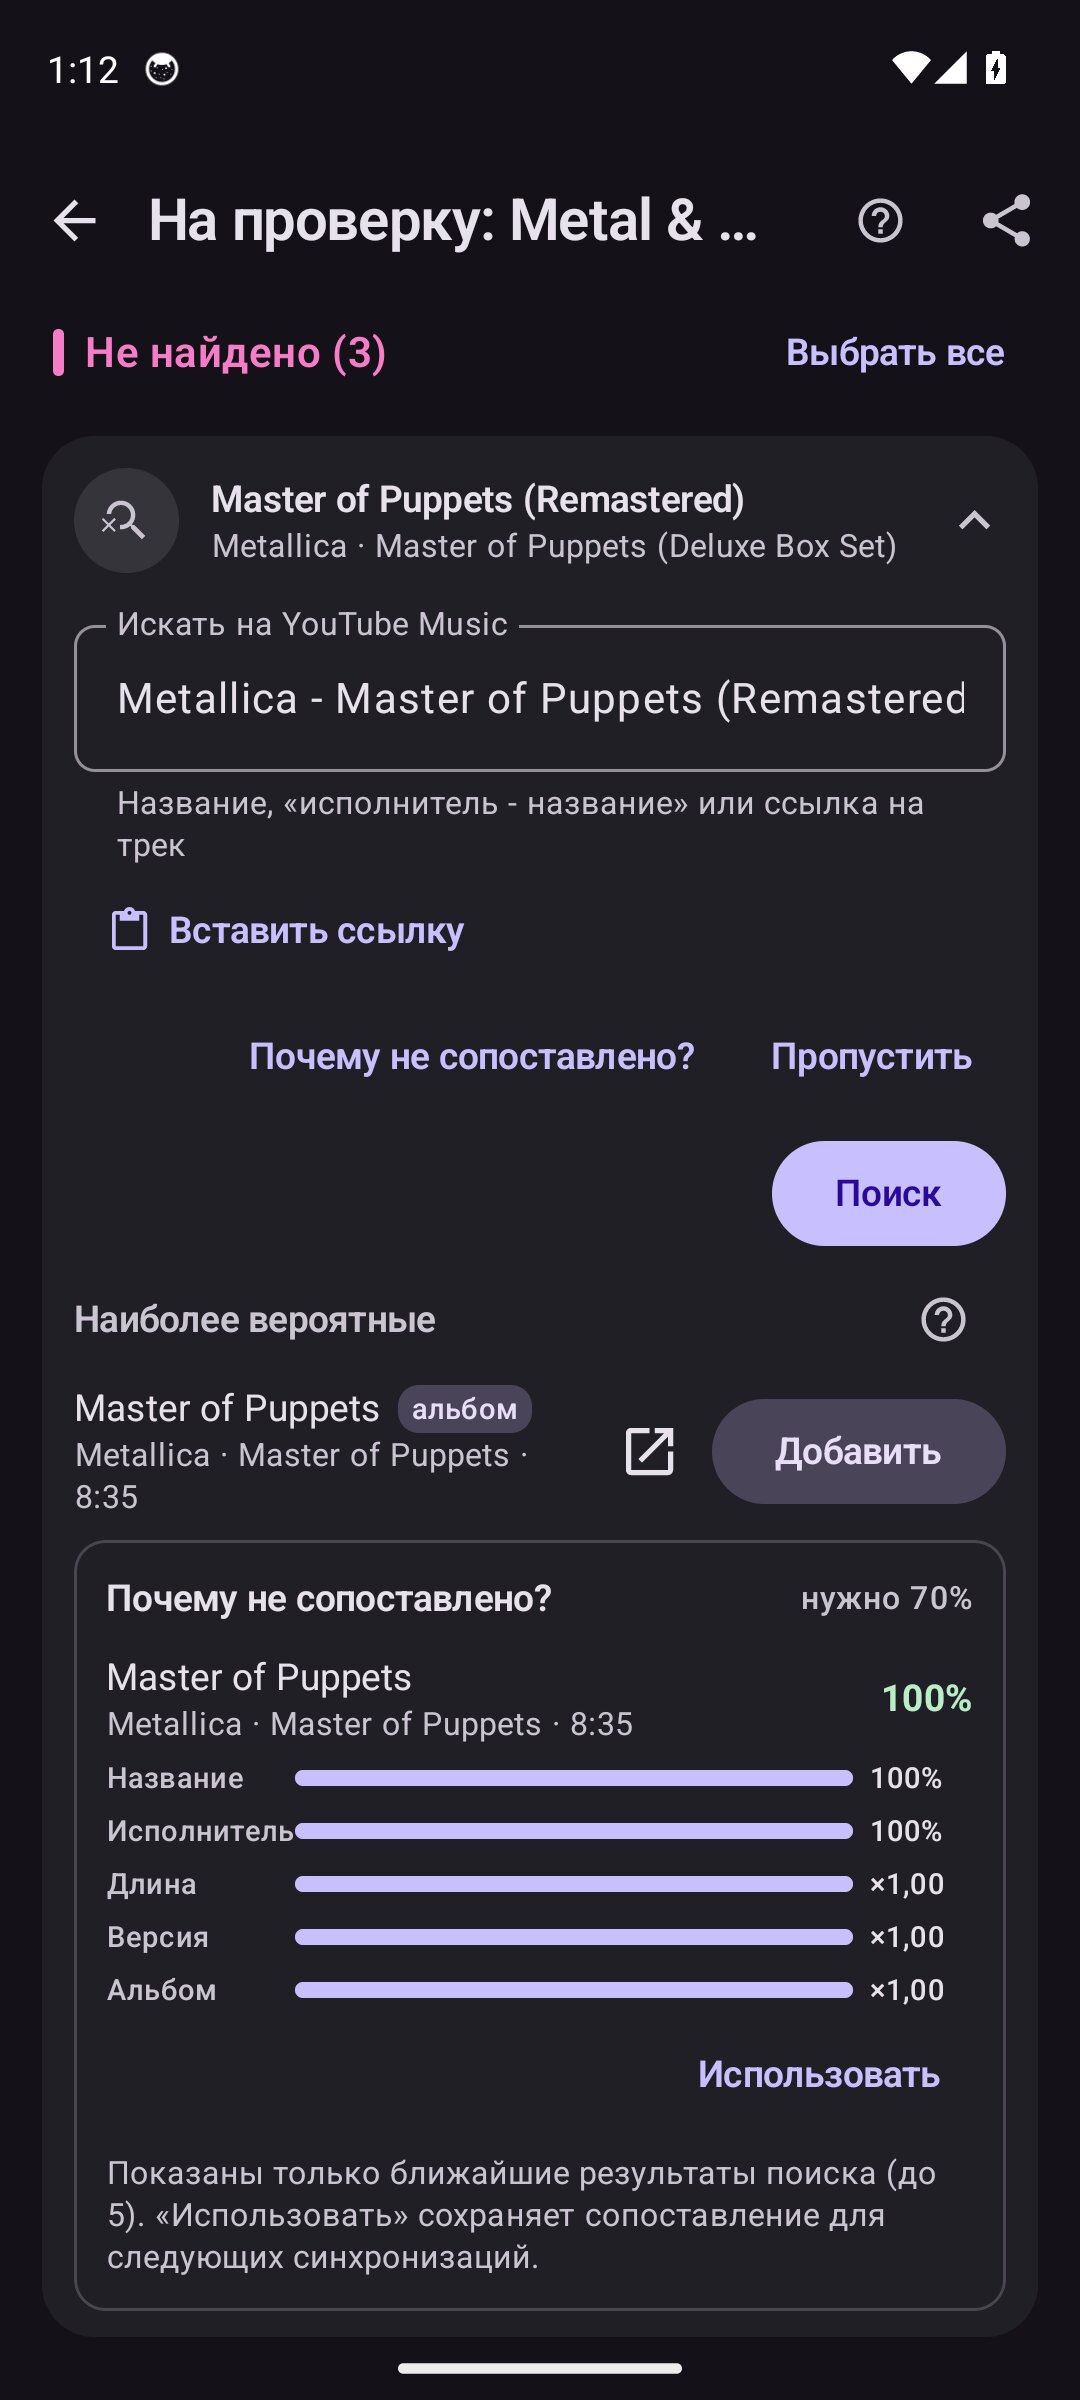 1:12
На проверку: Metal & ...
Не найдено (3)
Выбрать все
Master of Puppets (Remastered)
Metallica · Master of Puppets (Deluxe Box Set)
Искать на YouTube Music
Metallica - Master of Puppets (Remastered
Название, «исполнитель - название» или ссылка на
трек
Вставить ссылку
Почему не сопоставлено?
Пропустить
Поиск
Наиболее вероятные
Master of Puppets альбом
Metallica · Master of Puppets ·
8:35
Добавить
Почему не сопоставлено?
нужно 70%
Master of Puppets
Metallica · Master of Puppets · 8:35
100%
Название 100%
Исполнитель 100%
Длина ×1,00
Версия ×1,00
Альбом ×1,00
Использовать
Показаны только ближайшие результаты поиска (до
5). «Использовать» сохраняет сопоставление для
следующих синхронизаций.